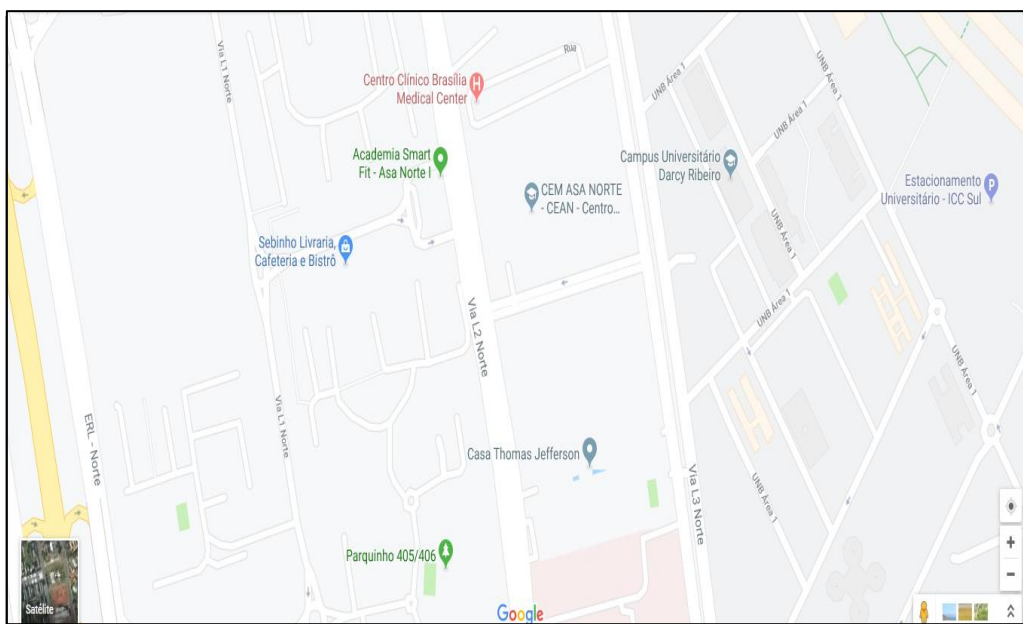 Via L1 Norte
Rua
UNB Área 1
UNB Área 1
Centro Clínico Brasília
Medical Center
H
UNB Área 1
Academia Smart
Fit - Asa Norte I
Campus Universitário
Darcy Ribeiro
CEM ASA NORTE
- CEAN - Centro...
Estacionamento
Universitário - ICC Sul
P
Sebinho Livraria,
Cafeteria e Bistrô
UNB Área 1
UNB Área 1
Via L2 Norte
UNB Área 1
ERL - Norte
Via L1 Norte
Casa Thomas Jefferson
Via L3 Norte
UNB Área 1
Parquinho 405/406
Satélite
Google
+
−